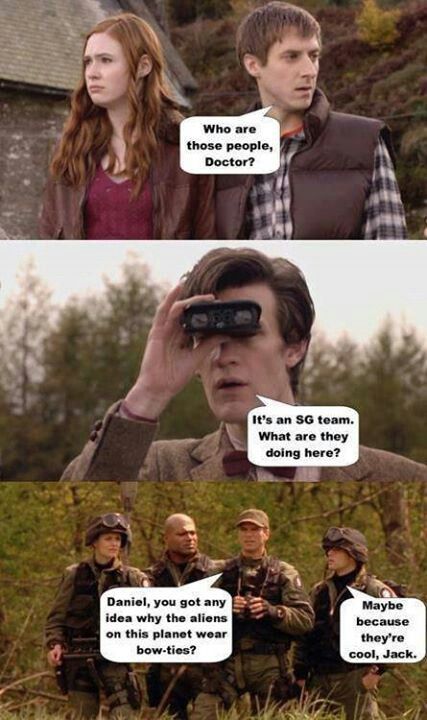 Who are
those people,
Doctor?
It's an SG team.
What are they
doing here?
Daniel, you got any
idea why the aliens
on this planet wear
bow-ties?
Maybe
because
they're
cool, Jack.